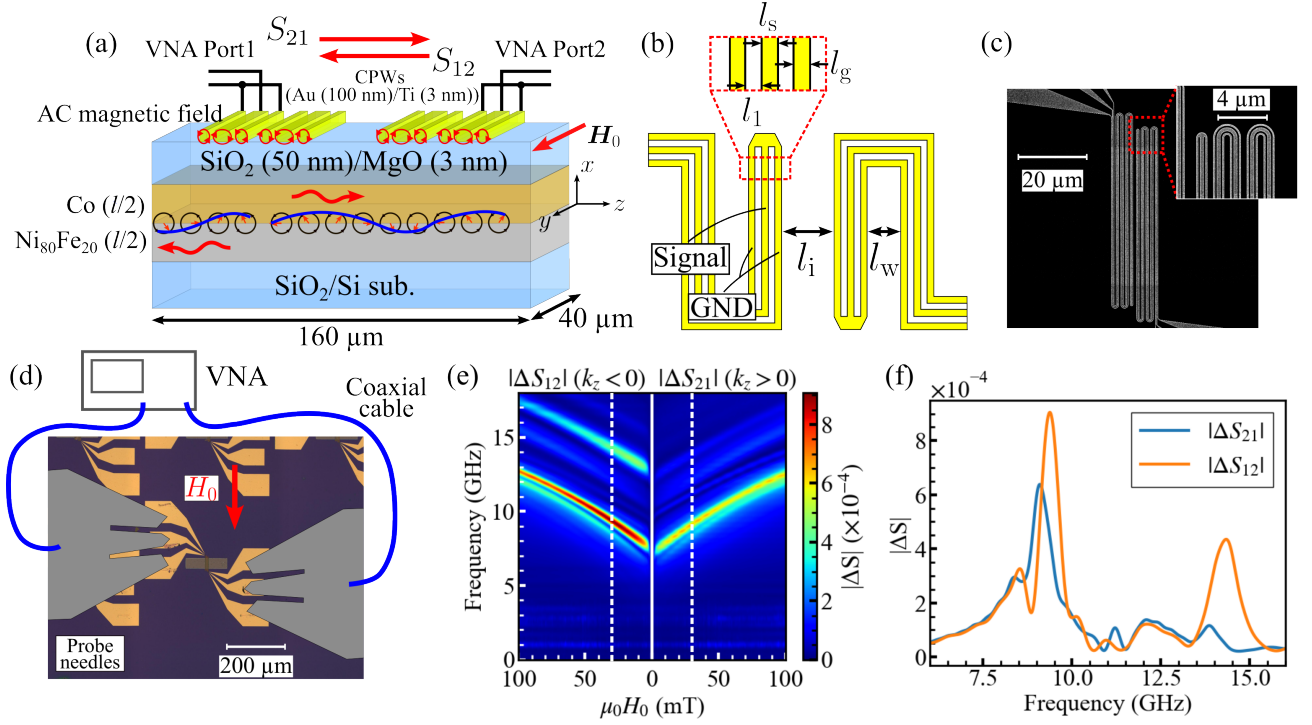 (a)
S21
S12
VNA Port1
VNA Port2
CPWs
(Au (100 nm)/Ti (3 nm))
AC magnetic field
H0
SiO2 (50 nm)/MgO (3 nm)
Co (l/2)
Ni80Fe20 (l/2)
SiO2/Si sub.
x
y
z
160 µm
40 µm
(b)
ls
lg
l1
Signal
GND
li
lw
(c)
4 µm
20 µm
(d)
VNA
Coaxial
cable
H0
Probe
needles
200 µm
(e)
|ΔS12| (kz < 0)
|ΔS21| (kz > 0)
Frequency (GHz)
15
10
5
0
100
50
0
50
100
µ0H0 (mT)
8
6
4
2
0
|ΔS| (×10−4)
(f)
×10−4
|ΔS21|
|ΔS12|
|ΔS|
8
6
4
2
0
7.5
10.0
12.5
15.0
Frequency (GHz)